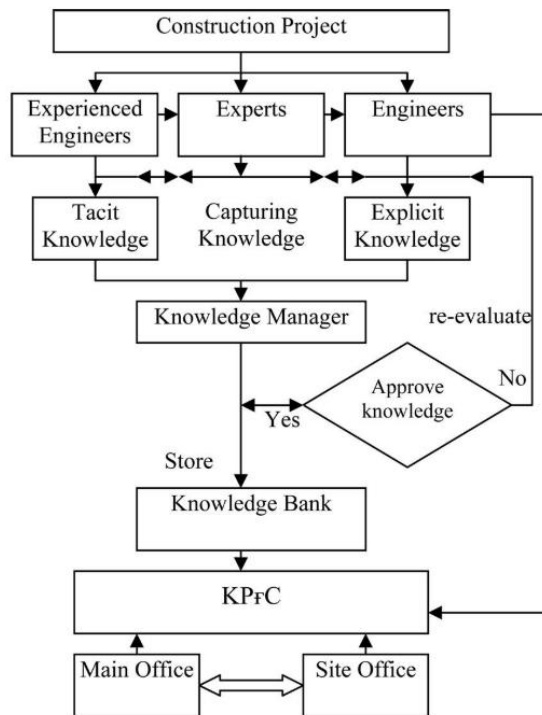 Construction Project
Experienced
Engineers
Experts
Engineers
Tacit
Knowledge
Capturing
Knowledge
Explicit
Knowledge
Knowledge Manager
re-evaluate
Approve
knowledge
No
Yes
Store
Knowledge Bank
KPғC
Main Office
Site Office